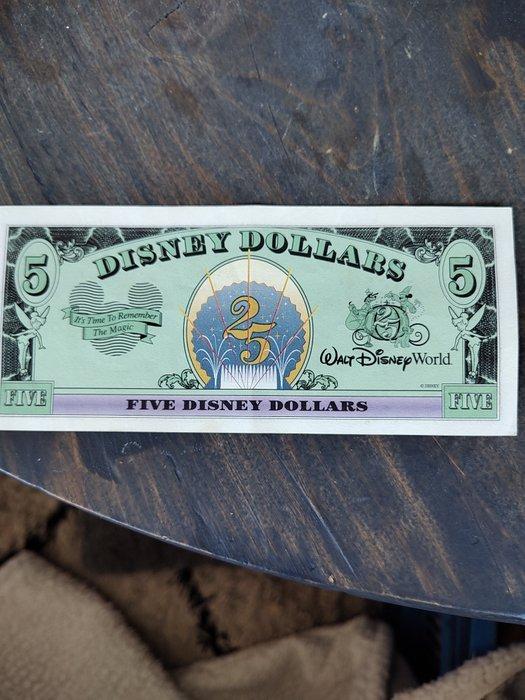 DISNEY DOLLARS
5
5
It's Time To Remember
The Magic
25
25
WALT DISNEY World
© DISNEY
FIVE
FIVE DISNEY DOLLARS
FIVE